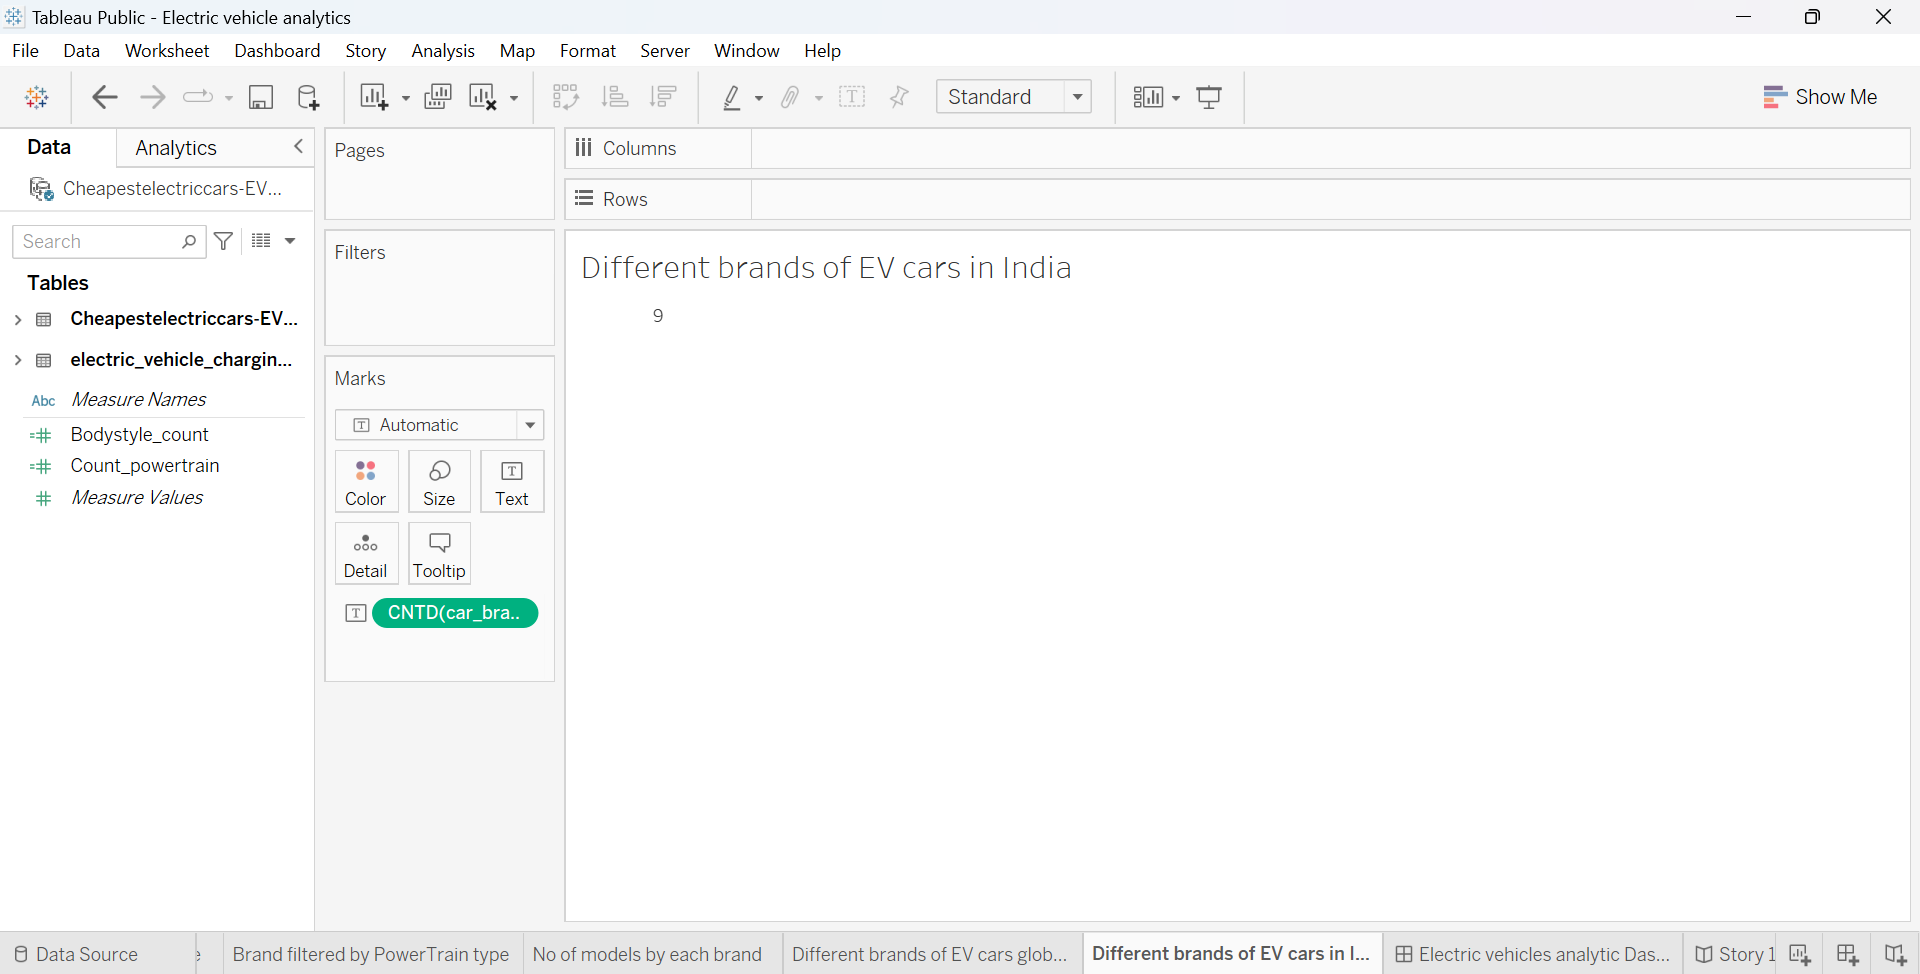 Tableau Public - Electric vehicle analytics
File Data Worksheet Dashboard Story Analysis Map Format Server Window Help
Standard
Show Me
Data Analytics
Cheapestelectriccars-EV...
Search
Tables
Cheapestelectriccars-EV...
electric_vehicle_chargin...
Abc Measure Names
Bodystyle_count
Count_powertrain
Measure Values
Pages
Filters
Marks
Automatic
Color Size Text
Detail Tooltip
CNTD(car_bra..
Columns
Rows
Different brands of EV cars in India
9
Data Source Brand filtered by PowerTrain type No of models by each brand Different brands of EV cars glob... Different brands of EV cars in I... Electric vehicles analytic Das... Story 1